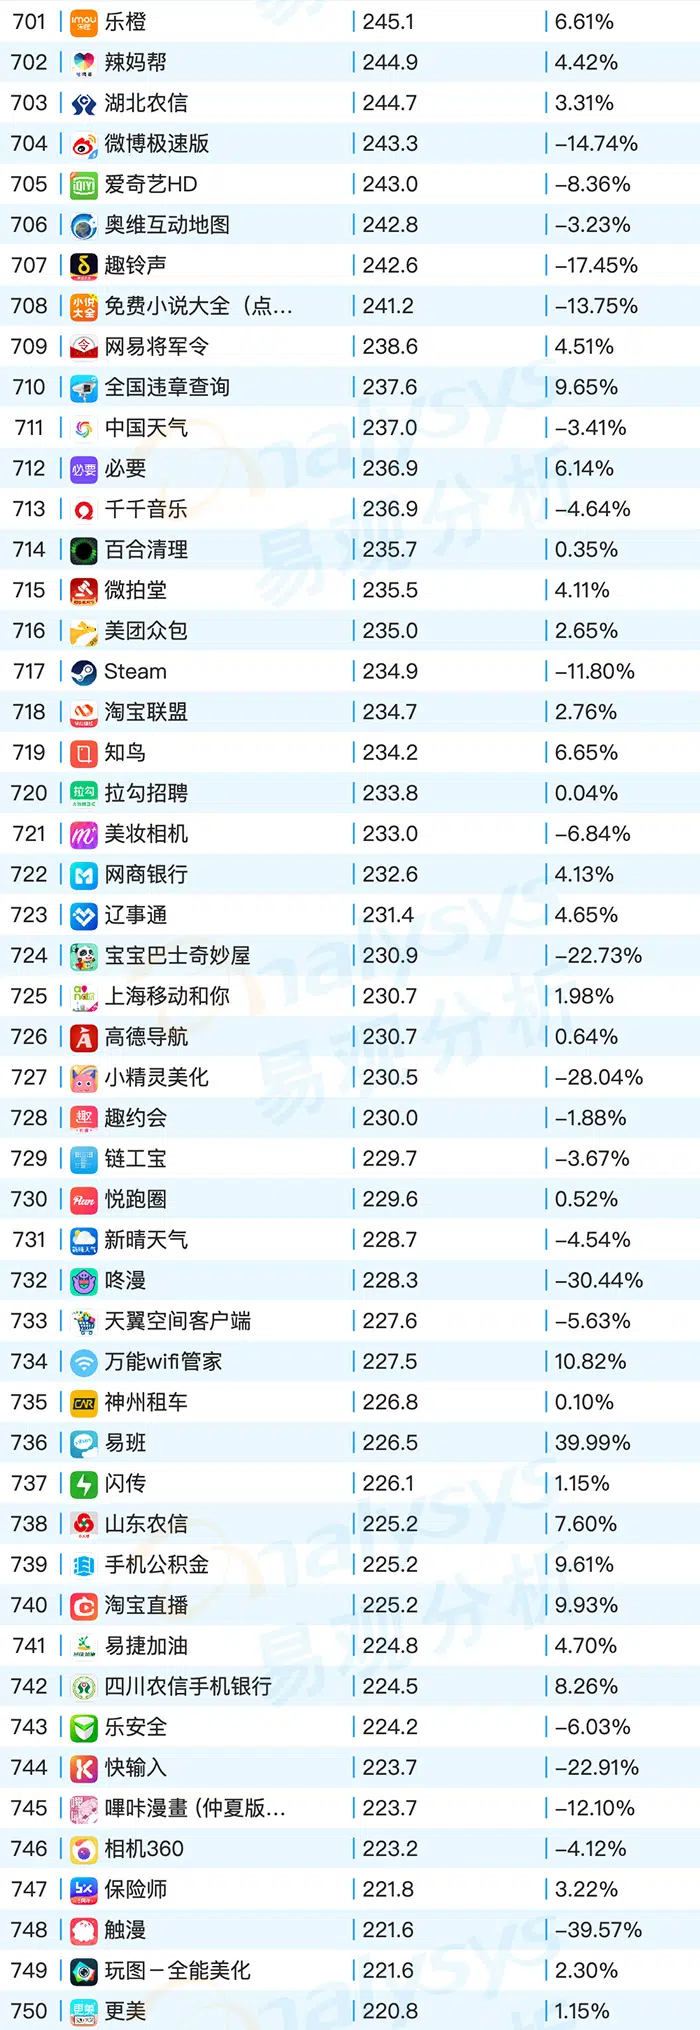 701 乐橙 245.1 6.61%
702 辣妈帮 244.9 4.42%
703 湖北农信 244.7 3.31%
704 微博极速版 243.3 –14.74%
705 爱奇艺HD 243.0 –8.36%
706 奥维互动地图 242.8 –3.23%
707 趣铃声 242.6 –17.45%
708 免费小说大全（点... 241.2 –13.75%
709 网易将军令 238.6 4.51%
710 全国违章查询 237.6 9.65%
711 中国天气 237.0 –3.41%
712 必要 236.9 6.14%
713 千千音乐 236.9 –4.64%
714 百合清理 235.7 0.35%
715 微拍堂 235.5 4.11%
716 美团众包 235.0 2.65%
717 Steam 234.9 –11.80%
718 淘宝联盟 234.7 2.76%
719 知鸟 234.2 6.65%
720 拉勾招聘 233.8 0.04%
721 美妆相机 233.0 –6.84%
722 网商银行 232.6 4.13%
723 辽事通 231.4 4.65%
724 宝宝巴士奇妙屋 230.9 –22.73%
725 上海移动和你 230.7 1.98%
726 高德导航 230.7 0.64%
727 小精灵美化 230.5 –28.04%
728 趣约会 230.0 –1.88%
729 链工宝 229.7 –3.67%
730 悦跑圈 229.6 0.52%
731 新晴天气 228.7 –4.54%
732 咚漫 228.3 –30.44%
733 天翼空间客户端 227.6 –5.63%
734 万能wifi管家 227.5 10.82%
735 神州租车 226.8 0.10%
736 易班 226.5 39.99%
737 闪传 226.1 1.15%
738 山东农信 225.2 7.60%
739 手机公积金 225.2 9.61%
740 淘宝直播 225.2 9.93%
741 易捷加油 224.8 4.70%
742 四川农信手机银行 224.5 8.26%
743 乐安全 224.2 –6.03%
744 快输入 223.7 –22.91%
745 嗶咔漫畫 (仲夏版... 223.7 –12.10%
746 相机360 223.2 –4.12%
747 保险师 221.8 3.22%
748 触漫 221.6 –39.57%
749 玩图－全能美化 221.6 2.30%
750 更美 220.8 1.15%